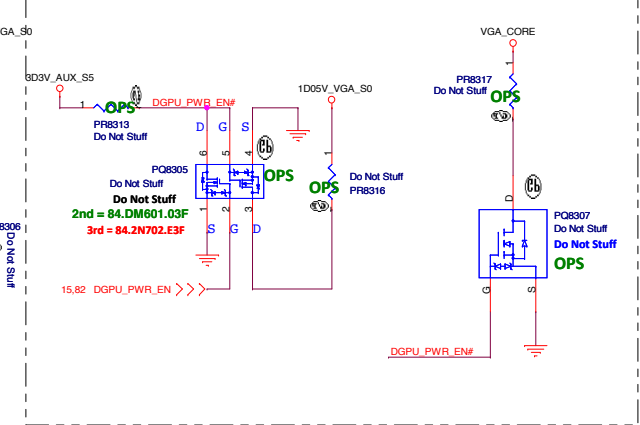 GA_S0
VGA_CORE
3D3V_AUX_S5
1
OPS
DGPU_PWR_EN#
PR8313
Do Not Stuff
1D05V_VGA_S0
1
PR8317
Do Not Stuff
OPS
D G S
6 5 4
PQ8305
Do Not Stuff
Do Not Stuff
2nd = 84.DM601.03F
3rd = 84.2N702.E3F
OPS
1 2 3
S G D
1
OPS
Do Not Stuff
PR8316
D
PQ8307
Do Not Stuff
Do Not Stuff
OPS
G S
8306
Do Not Stuff
15,82 DGPU_PWR_EN
DGPU_PWR_EN#